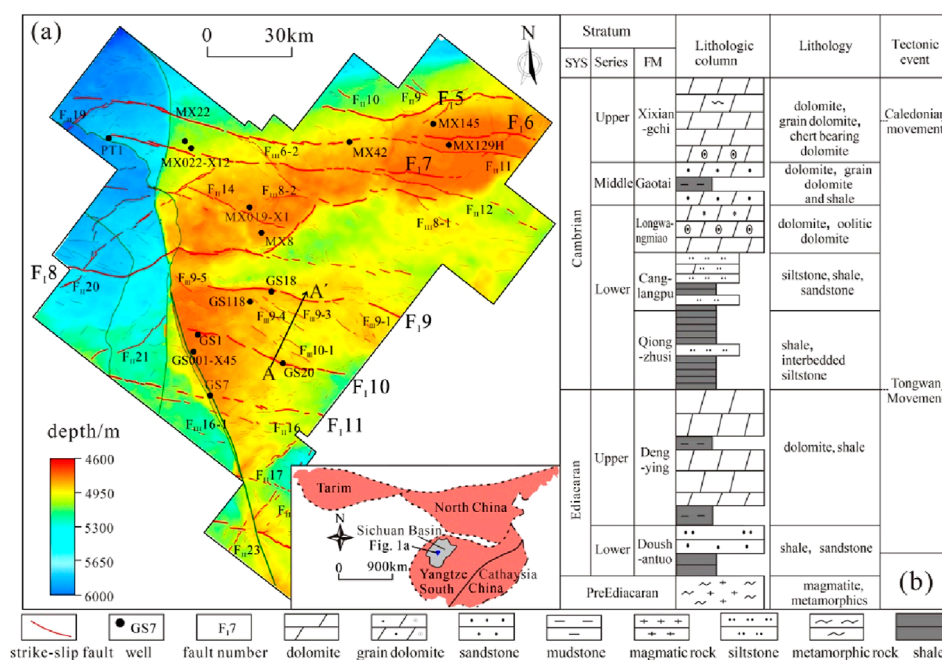 (a)
0 30km
N
F_II19
MX22
PT1
MX022-X12
F_III6-2
F_II10
F_II9
F_I5
MX145
F_I6
MX42
MX129H
F_I7
F_II11
F_II14
F_III8-2
MX019-X1
MX8
F_II12
F_III8-1
F_I8
F_II20
F_III9-5
GS18
A′
GS118
F_III9-4
F_III9-3
F_III9-1
F_I9
GS1
F_II21
GS001-X45
F_III10-1
A
GS20
F_I10
GS7
F_III16-1
F_II16
F_I11
F_II17
F_II23
depth/m
4600
4950
5300
5650
6000
Tarim
North China
N
Sichuan Basin
Fig. 1a
0 900km
Yangtze
South
Cathaysia
China
Stratum
Lithologic
column
Lithology
Tectonic
event
SYS
Series
FM
Cambrian
Upper
Xixian
-gchi
dolomite,
grain dolomite,
chert bearing
dolomite
Caledonian
movement
Middle
Gaotai
dolomite, grain
dolomite
and shale
Lower
Longwa-
ngmiao
dolomite, oolitic
dolomite
Cang-
langpu
siltstone, shale,
sandstone
Qiong
-zhusi
shale,
interbedded
siltstone
Tongwan
Movement
Ediacaran
Upper
Deng
-ying
dolomite, shale
Lower
Doush
-antuo
shale, sandstone
PreEdiacaran
magmatite,
metamorphics
(b)
GS7
F_I7
strike-slip fault
well
fault number
dolomite
grain dolomite
sandstone
mudstone
magmatic rock
siltstone
metamorphic rock
shale